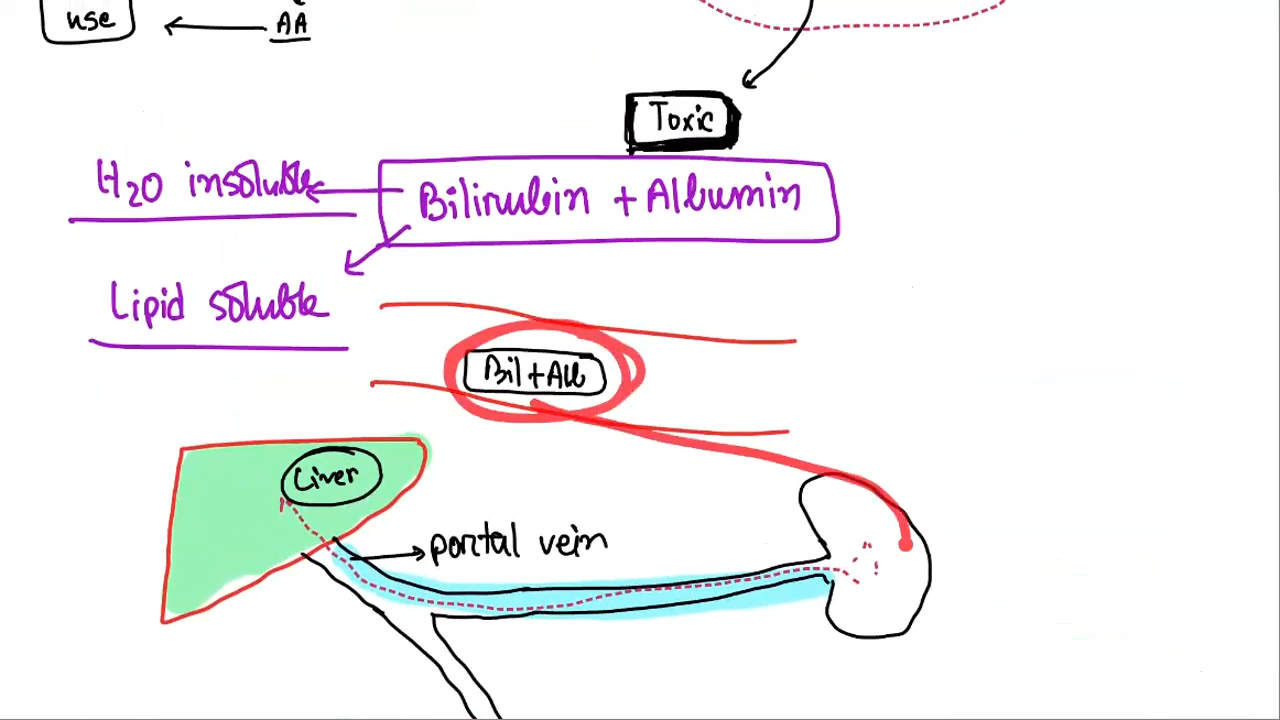 use
AA
Toxic
H₂O insoluble
Bilirubin + Albumin
Lipid soluble
Bil + Alb
Liver
portal vein